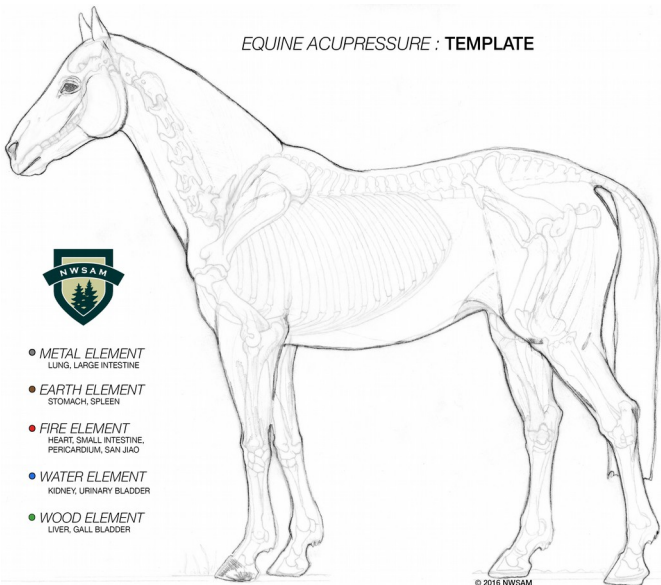 EQUINE ACUPRESSURE : TEMPLATE
NWSAM
METAL ELEMENT
LUNG, LARGE INTESTINE
EARTH ELEMENT
STOMACH, SPLEEN
FIRE ELEMENT
HEART, SMALL INTESTINE,
PERICARDIUM, SAN JIAO
WATER ELEMENT
KIDNEY, URINARY BLADDER
WOOD ELEMENT
LIVER, GALL BLADDER
© 2016 NWSAM